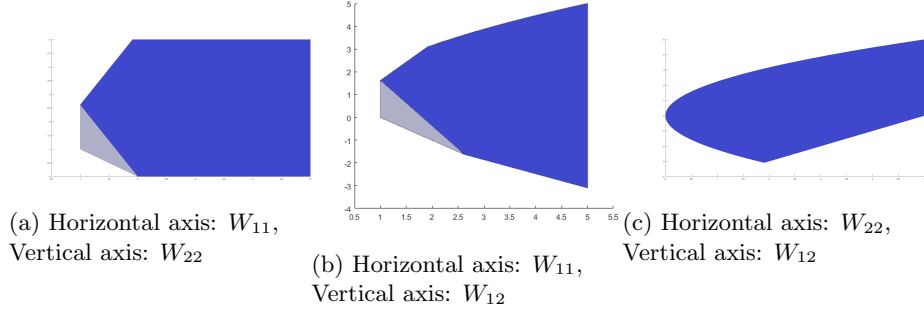 5
4
3
2
1
0
-1
-2
-3
-4
0.5 1 1.5 2 2.5 3 3.5 4 4.5 5 5.5
(a) Horizontal axis: W₁₁,
Vertical axis: W₂₂
(b) Horizontal axis: W₁₁,
Vertical axis: W₁₂
(c) Horizontal axis: W₂₂,
Vertical axis: W₁₂